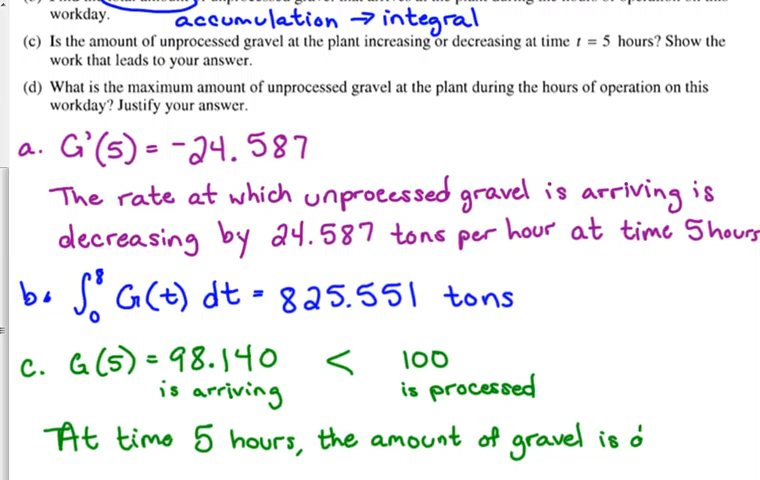 workday.
accumulation → integral
(c) Is the amount of unprocessed gravel at the plant increasing or decreasing at time t = 5 hours? Show the
work that leads to your answer.
(d) What is the maximum amount of unprocessed gravel at the plant during the hours of operation on this
workday? Justify your answer.
a. G'(5) = -24.587
The rate at which unprocessed gravel is arriving is
decreasing by 24.587 tons per hour at time 5 hours
b. ∫₀⁸ G(t) dt = 825.551 tons
c. G(5) = 98.140 < 100
is arriving is processed
At time 5 hours, the amount of gravel is